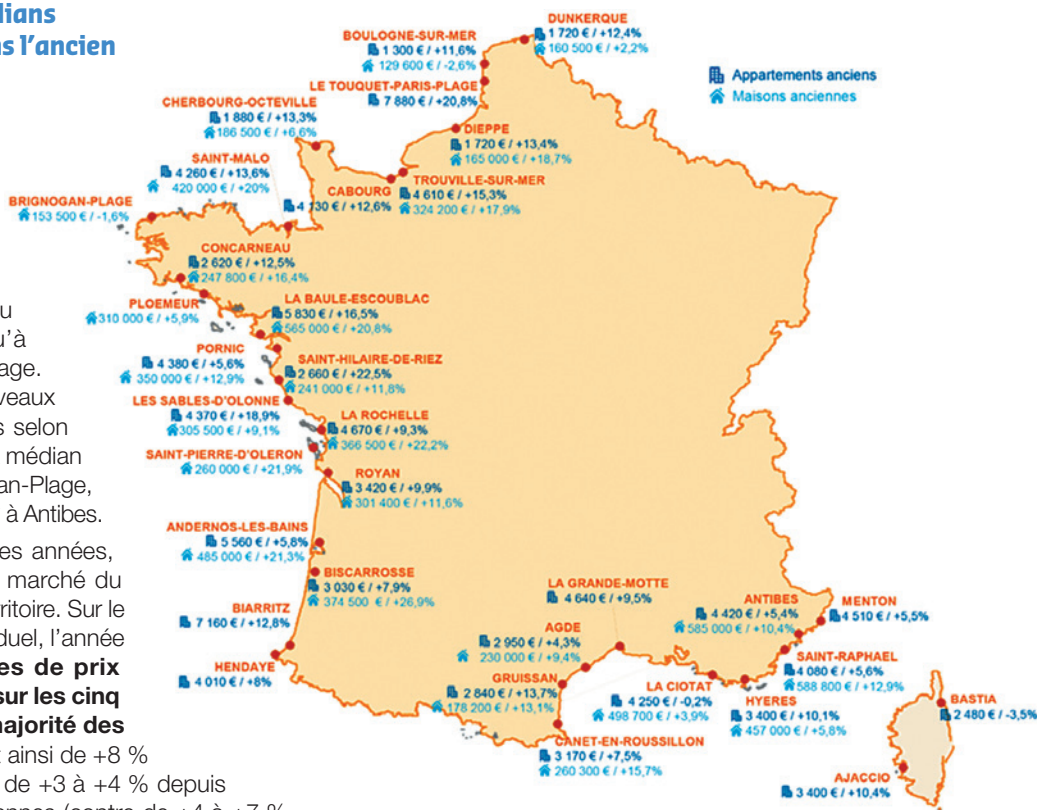 dians
ns l'ancien
u
u'à
age.
veaux
s selon
médian
an-Plage,
à Antibes.
es années,
marché du
ritoire. Sur le
duel, l'année
es de prix
sur les cinq
majorité des
ainsi de +8 %
de +3 à +4 % depuis
Appartements anciens
Maisons anciennes
DUNKERQUE
1 720 € / +12,4%
160 500 € / +2,2%
BOULOGNE-SUR-MER
1 300 € / +11,6%
129 600 € / -2,6%
LE TOUQUET-PARIS-PLAGE
7 880 € / +20,8%
CHERBOURG-OCTEVILLE
1 880 € / +13,3%
186 500 € / +6,6%
DIEPPE
1 720 € / +13,4%
165 000 € / +18,7%
SAINT-MALO
4 260 € / +13,6%
420 000 € / +20%
TROUVILLE-SUR-MER
4 610 € / +15,3%
324 200 € / +17,9%
CABOURG
4 130 € / +12,6%
BRIGNOGAN-PLAGE
153 500 € / -1,6%
CONCARNEAU
2 620 € / +12,5%
247 800 € / +16,4%
PLOEMEUR
310 000 € / +5,9%
LA BAULE-ESCOUBLAC
5 830 € / +16,5%
565 000 € / +20,8%
PORNIC
4 380 € / +5,6%
350 000 € / +12,9%
SAINT-HILAIRE-DE-RIEZ
2 660 € / +22,5%
241 000 € / +11,8%
LES SABLES-D'OLONNE
4 370 € / +18,9%
305 500 € / +9,1%
LA ROCHELLE
4 670 € / +9,3%
366 500 € / +22,2%
SAINT-PIERRE-D'OLERON
260 000 € / +21,9%
ROYAN
3 420 € / +9,9%
301 400 € / +11,6%
ANDERNOS-LES-BAINS
5 560 € / +5,8%
485 000 € / +21,3%
BISCARROSSE
3 030 € / +7,9%
374 500 € / +26,9%
BIARRITZ
7 160 € / +12,8%
HENDAYE
4 010 € / +8%
LA GRANDE-MOTTE
4 640 € / +9,5%
AGDE
2 950 € / +4,3%
230 000 € / +9,4%
GRUISSAN
2 840 € / +13,7%
178 200 € / +13,1%
CANET-EN-ROUSSILLON
3 170 € / +7,5%
260 300 € / +15,7%
LA CIOTAT
4 250 € / -0,2%
498 700 € / +3,9%
HYERES
3 400 € / +10,1%
457 000 € / +5,8%
ANTIBES
4 420 € / +5,4%
585 000 € / +10,4%
MENTON
4 510 € / +5,5%
SAINT-RAPHAEL
4 080 € / +5,6%
588 800 € / +12,9%
BASTIA
2 480 € / -3,5%
AJACCIO
3 400 € / +10,4%